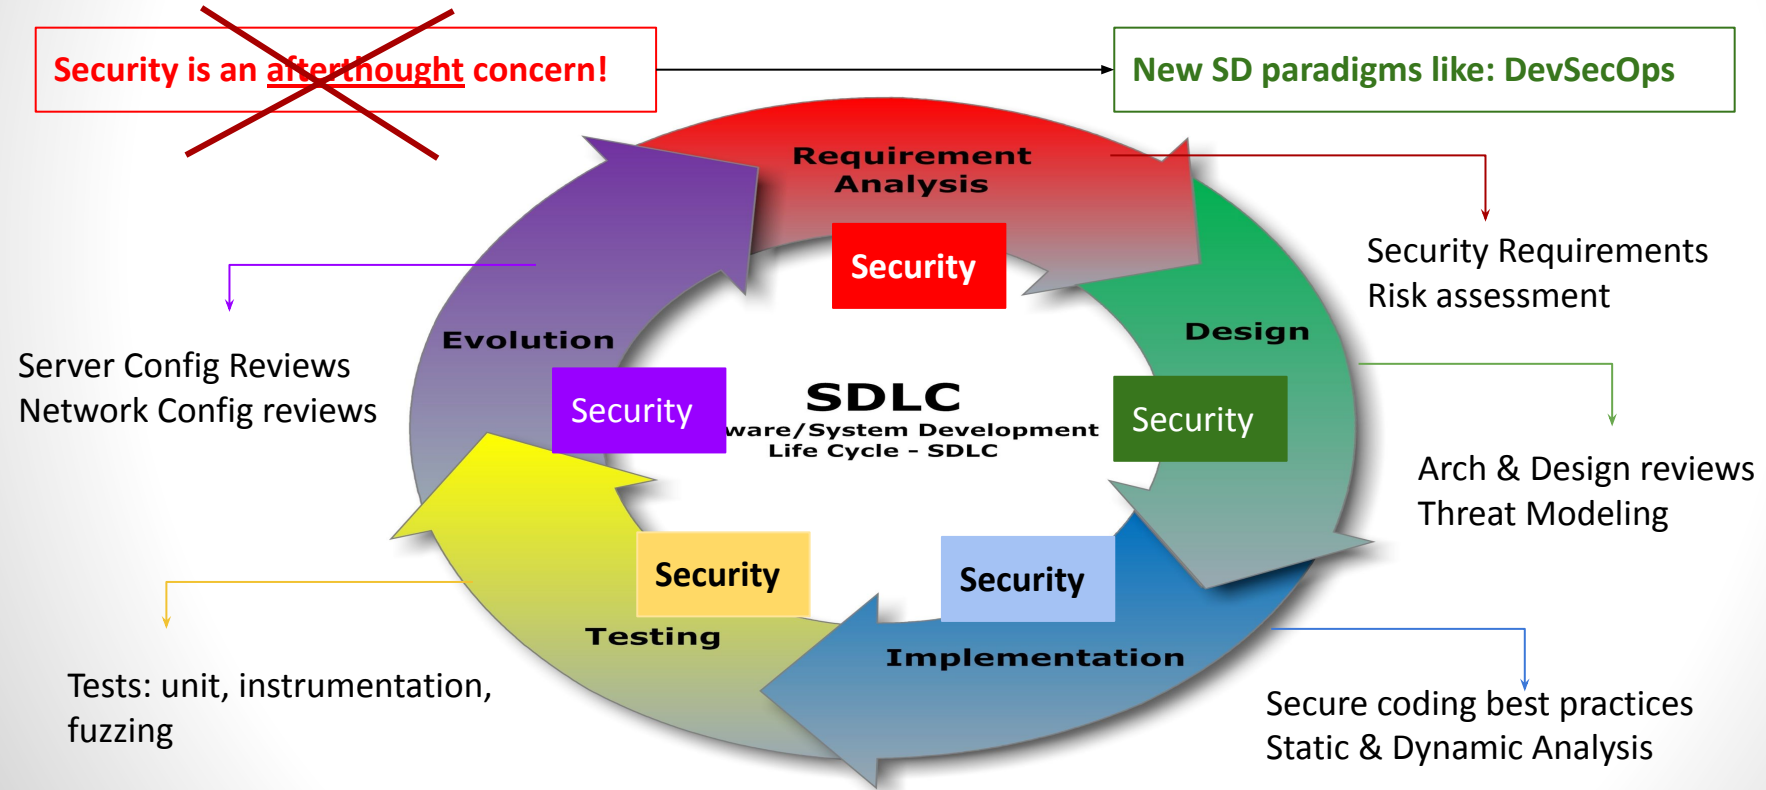 Security is an afterthought concern!
New SD paradigms like: DevSecOps
Requirement
Analysis
Security
Security Requirements
Risk assessment
Design
Security
Arch & Design reviews
Threat Modeling
SDLC
ware/System Development
Life Cycle - SDLC
Evolution
Security
Server Config Reviews
Network Config reviews
Security
Testing
Tests: unit, instrumentation,
fuzzing
Security
Implementation
Secure coding best practices
Static & Dynamic Analysis